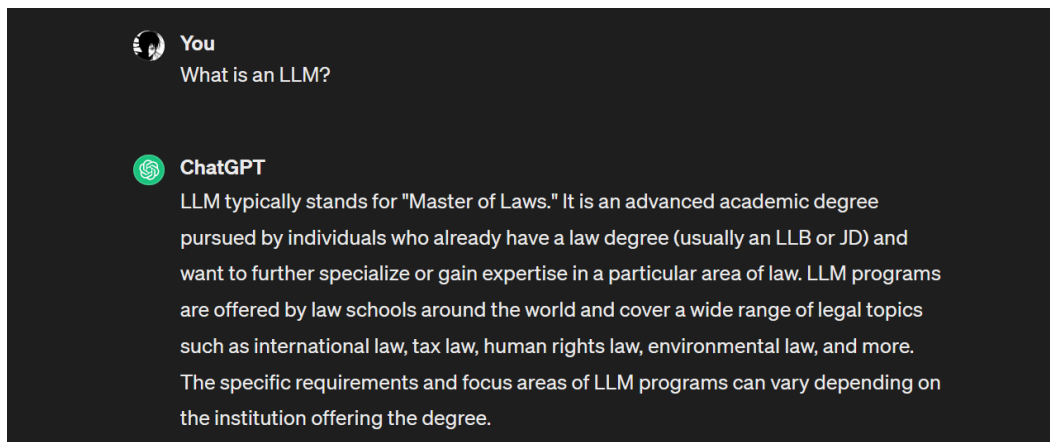 You
What is an LLM?
ChatGPT
LLM typically stands for "Master of Laws." It is an advanced academic degree
pursued by individuals who already have a law degree (usually an LLB or JD) and
want to further specialize or gain expertise in a particular area of law. LLM programs
are offered by law schools around the world and cover a wide range of legal topics
such as international law, tax law, human rights law, environmental law, and more.
The specific requirements and focus areas of LLM programs can vary depending on
the institution offering the degree.